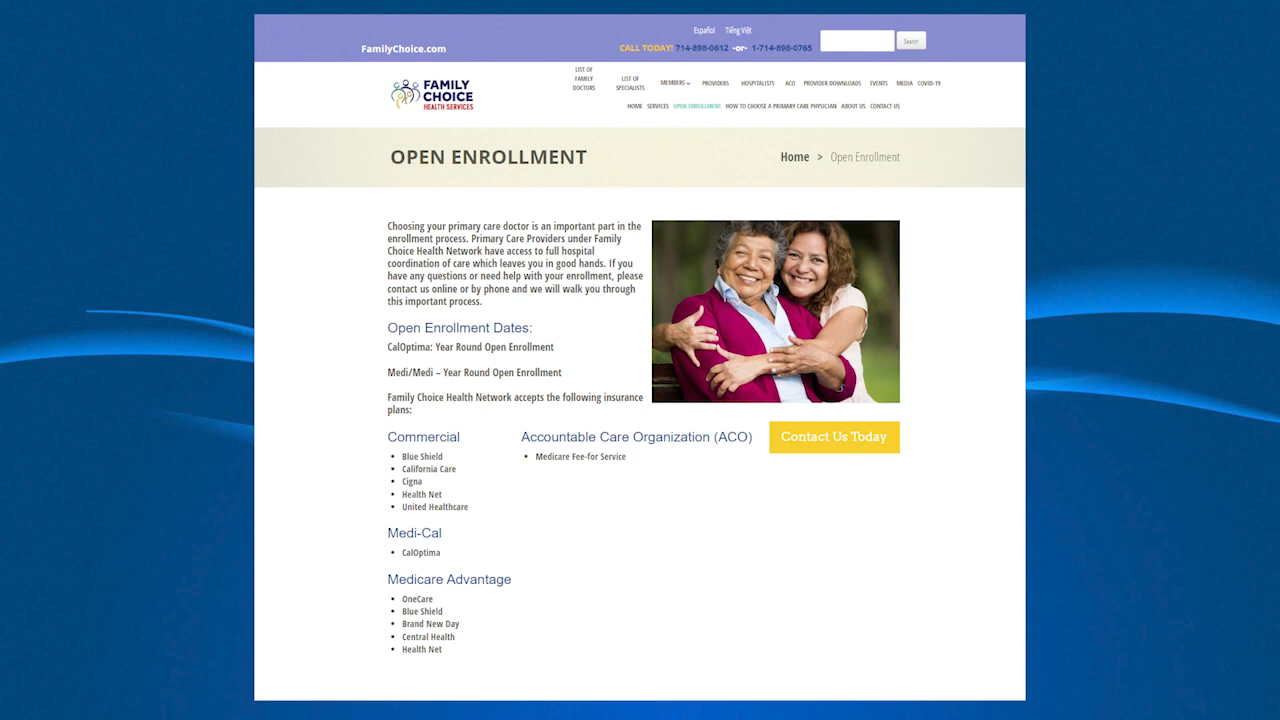 Español Tiếng Việt
FamilyChoice.com
CALL TODAY! 714-898-0612 -or- 1-714-898-0765
Search
FAMILY
CHOICE
HEALTH SERVICES
LIST OF
FAMILY
DOCTORS
LIST OF
SPECIALISTS
MEMBERS PROVIDERS HOSPITALISTS ACO PROVIDER DOWNLOADS EVENTS MEDIA COVID-19
HOME SERVICES OPEN ENROLLMENT HOW TO CHOOSE A PRIMARY CARE PHYSICIAN ABOUT US CONTACT US
OPEN ENROLLMENT
Home > Open Enrollment
Choosing your primary care doctor is an important part in the
enrollment process. Primary Care Providers under Family
Choice Health Network have access to full hospital
coordination of care which leaves you in good hands. If you
have any questions or need help with your enrollment, please
contact us online or by phone and we will walk you through
this important process.
Open Enrollment Dates:
CalOptima: Year Round Open Enrollment
Medi/Medi – Year Round Open Enrollment
Family Choice Health Network accepts the following insurance
plans:
Commercial
• Blue Shield
• California Care
• Cigna
• Health Net
• United Healthcare
Medi-Cal
• CalOptima
Medicare Advantage
• OneCare
• Blue Shield
• Brand New Day
• Central Health
• Health Net
Accountable Care Organization (ACO)
• Medicare Fee-for Service
Contact Us Today